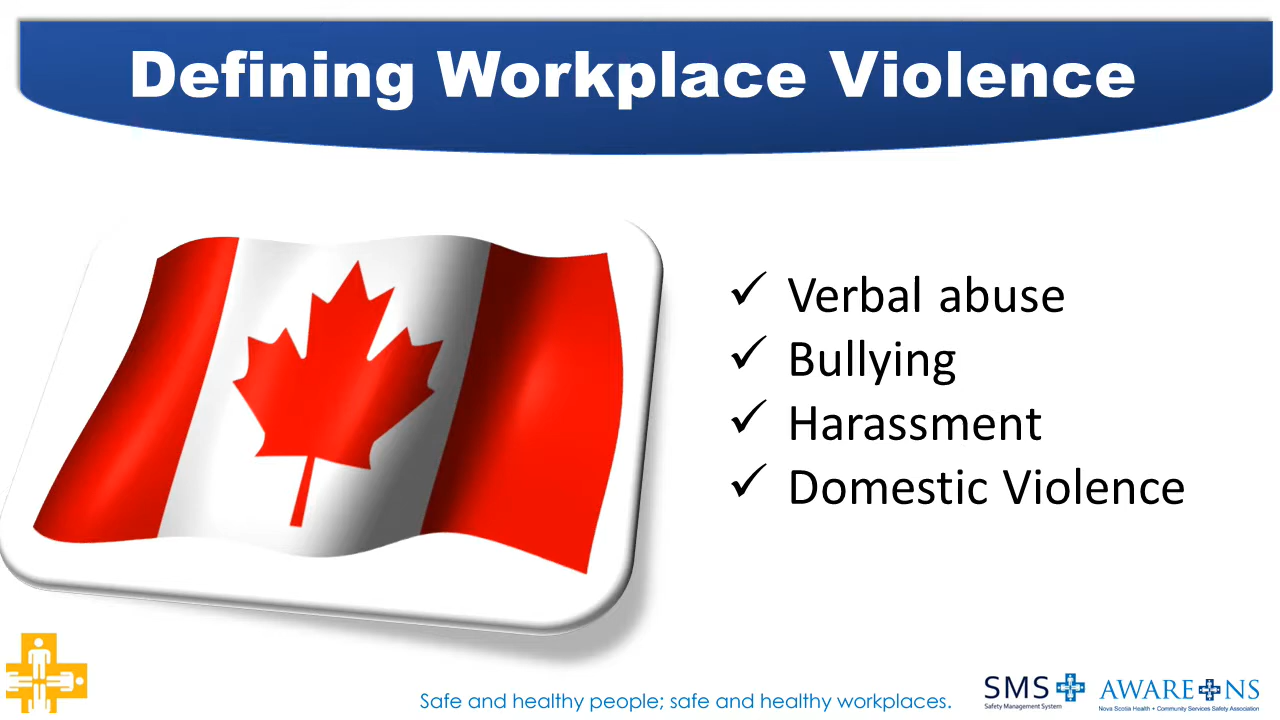 Defining Workplace Violence
✓ Verbal abuse
✓ Bullying
✓ Harassment
✓ Domestic Violence
Safe and healthy people; safe and healthy workplaces.
SMS
Safety Management System
AWARE-NS
Nova Scotia Health + Community Services Safety Association